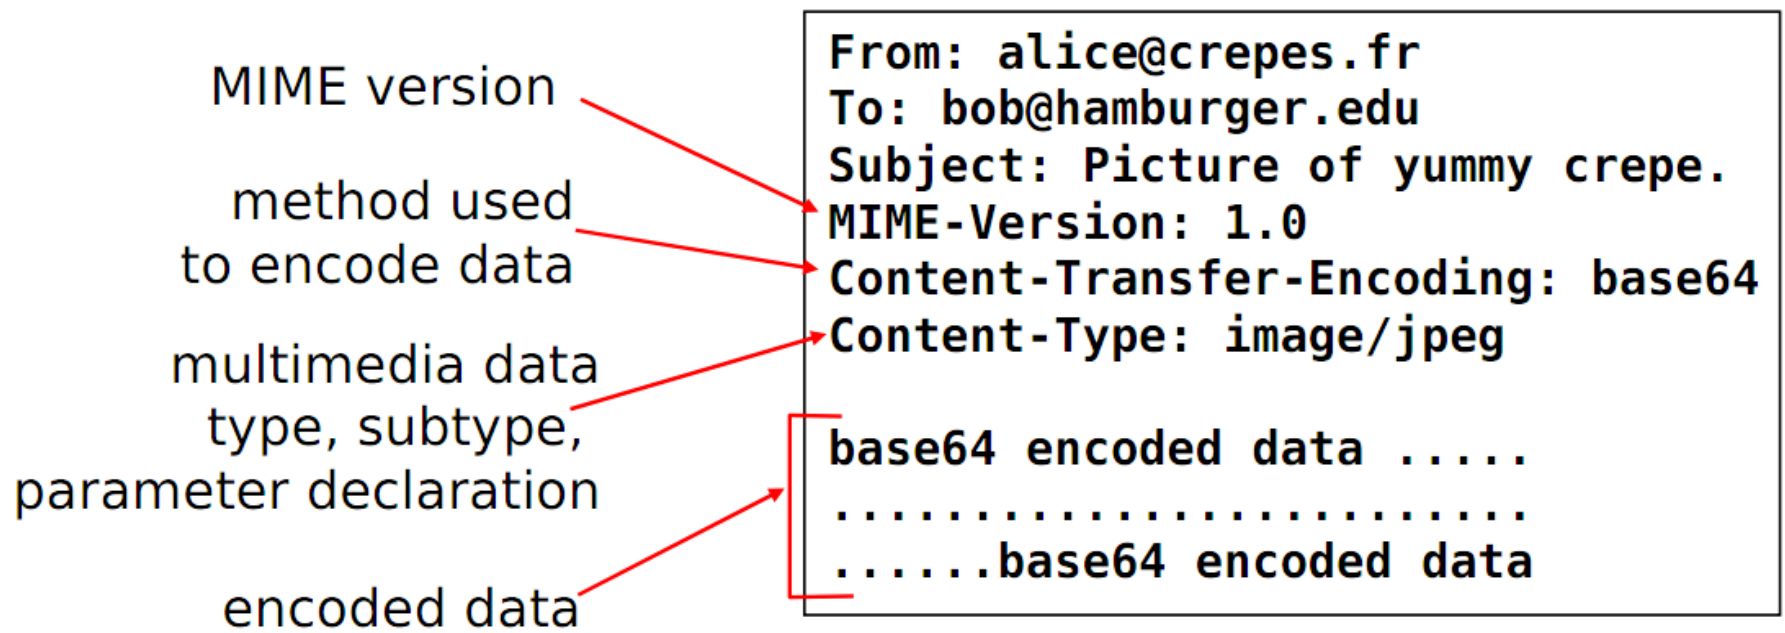 MIME version
method used
to encode data
multimedia data
type, subtype,
parameter declaration
encoded data
From: alice@crepes.fr
To: bob@hamburger.edu
Subject: Picture of yummy crepe.
MIME-Version: 1.0
Content-Transfer-Encoding: base64
Content-Type: image/jpeg
base64 encoded data .....
.........................
......base64 encoded data